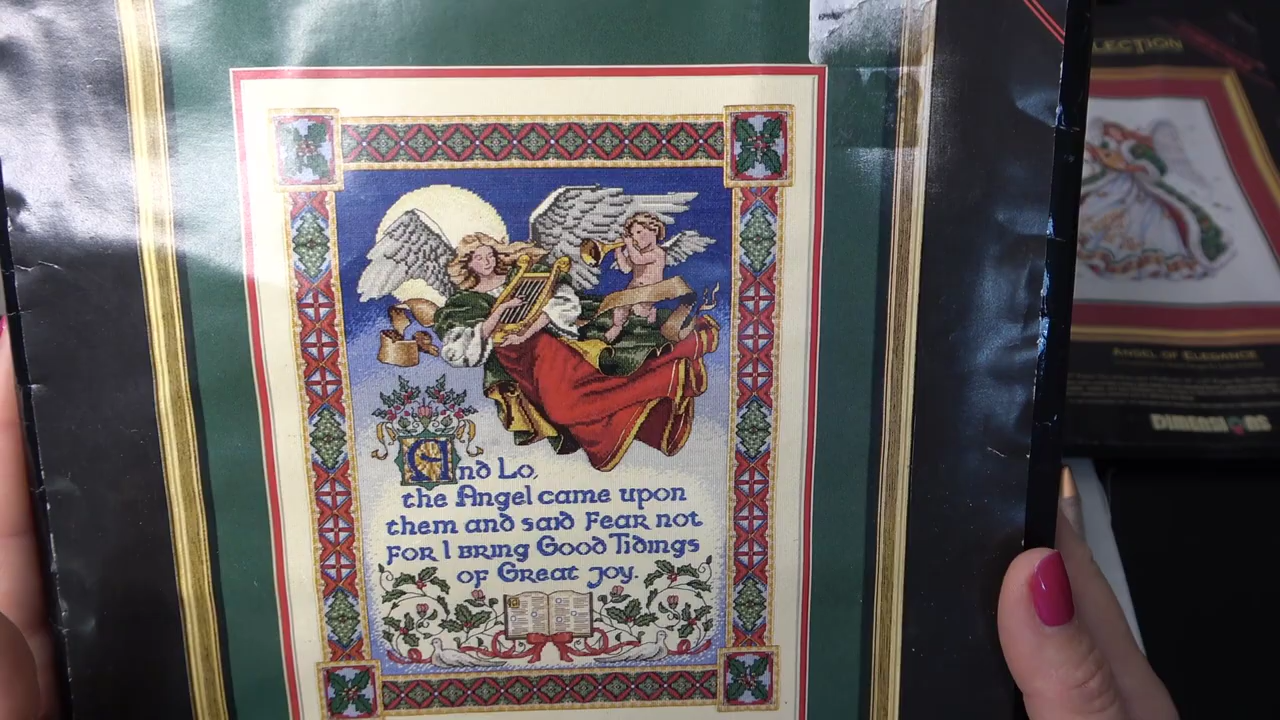 And Lo,
the Angel came upon
them and said Fear not
For I bring Good Tidings
of Great Joy.
LECTION
Angel of Elegance
DIMENSIONS